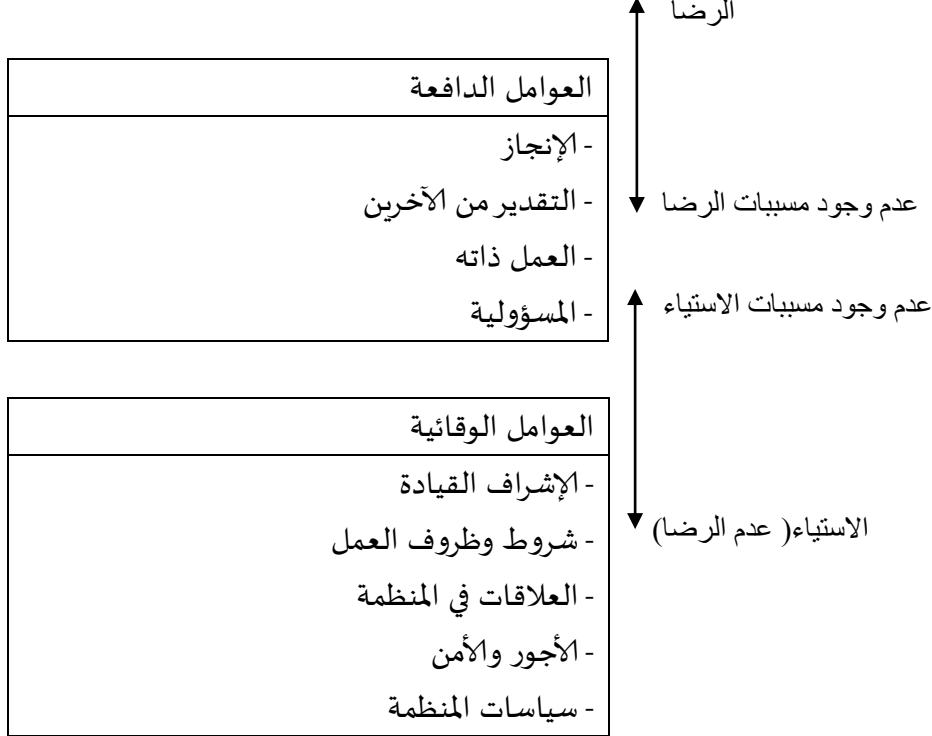 الرضا
العوامل الدافعة
- الإنجاز
- التقدير من الآخرين
عدم وجود مسببات الرضا
- العمل ذاته
عدم وجود مسببات الاستياء
- المسؤولية
العوامل الوقائية
- الإشراف القيادة
الاستياء( عدم الرضا)
- شروط وظروف العمل
- العلاقات في المنظمة
- الأجور والأمن
- سياسات المنظمة